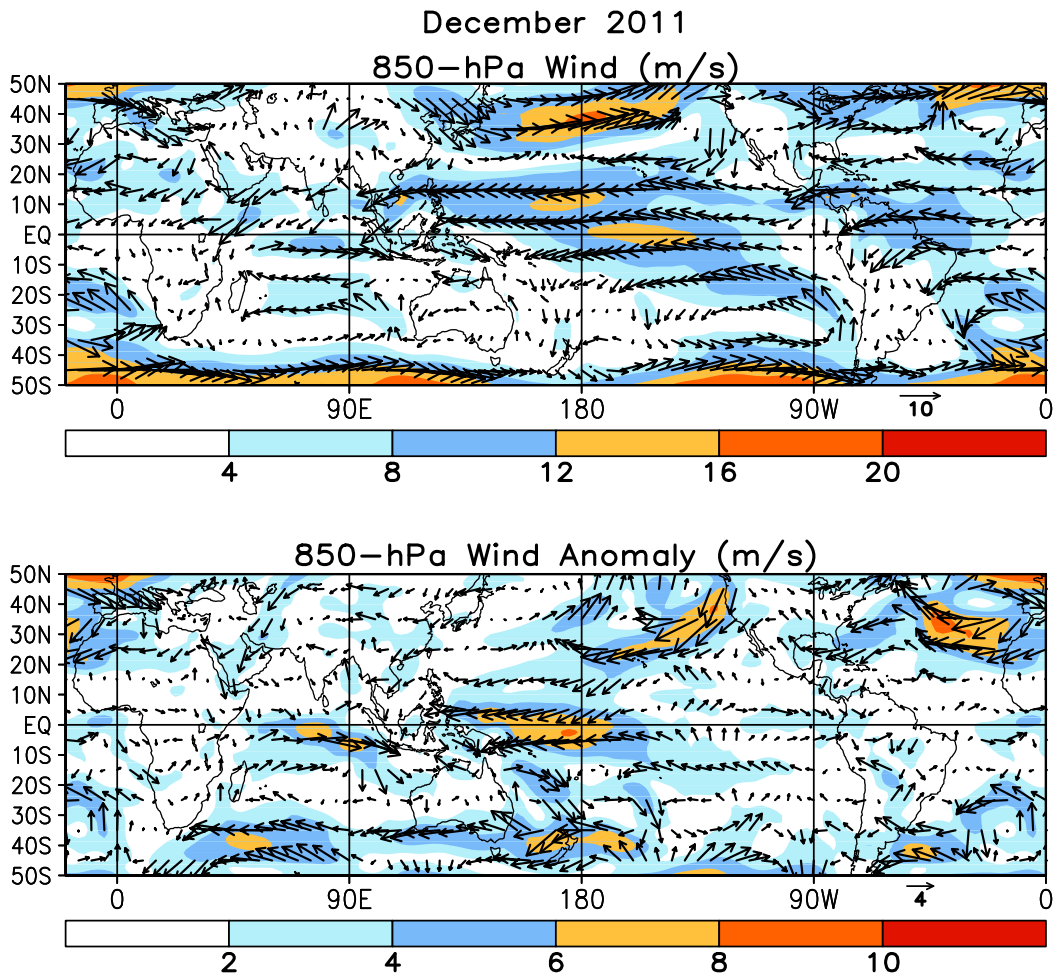 December 2011
850-hPa Wind (m/s)
50N
40N
30N
20N
10N
EQ
10S
20S
30S
40S
50S
0 90E 180 90W 0
10
4 8 12 16 20
850-hPa Wind Anomaly (m/s)
50N
40N
30N
20N
10N
EQ
10S
20S
30S
40S
50S
0 90E 180 90W 0
4
2 4 6 8 10